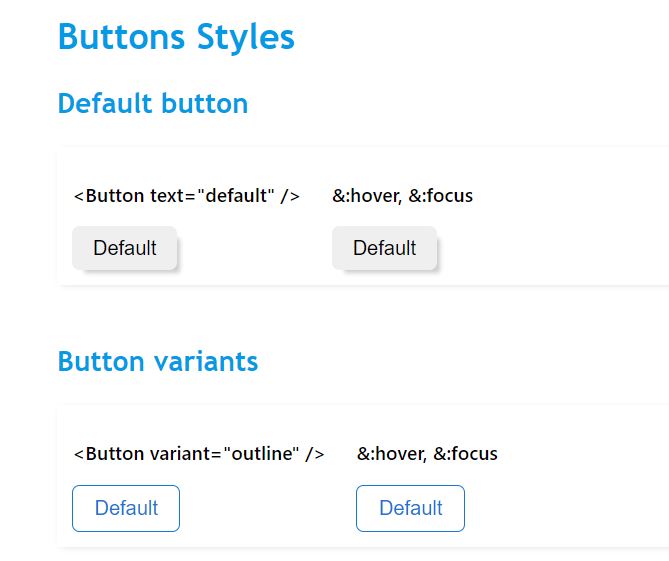 Buttons Styles
Default button
<Button text="default" /> &:hover, &:focus
Default Default
Button variants
<Button variant="outline" /> &:hover, &:focus
Default Default